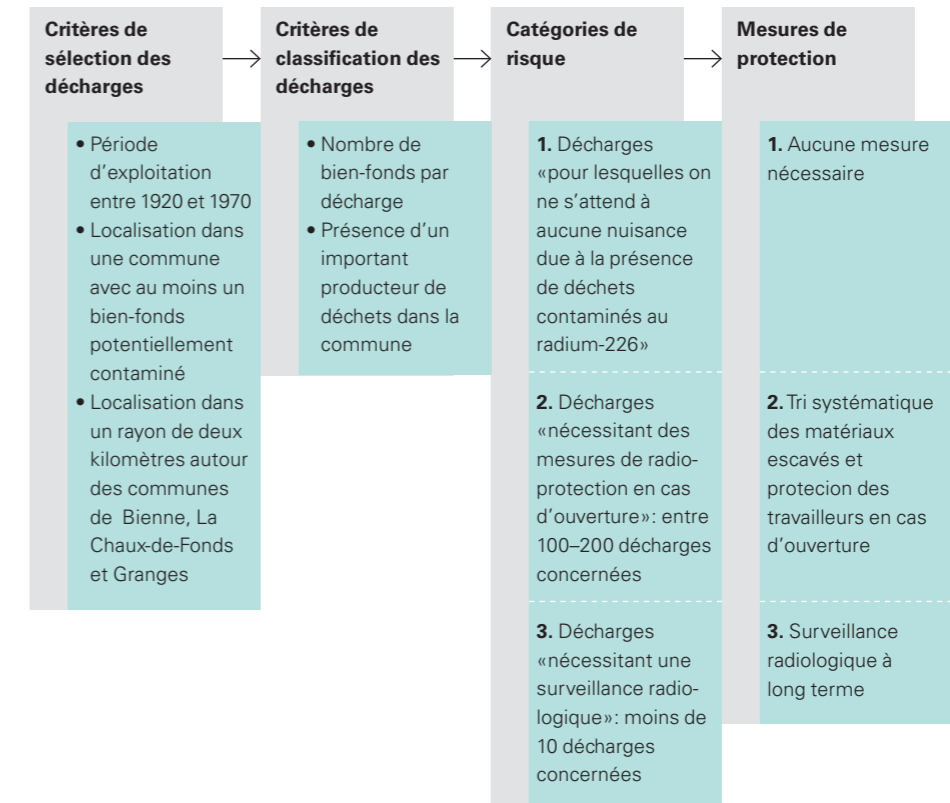 Critères de
sélection des
décharges
Critères de
classification des
décharges
Catégories de
risque
Mesures de
protection
• Période
d’exploitation
entre 1920 et 1970
• Localisation dans
une commune
avec au moins un
bien-fonds
potentiellement
contaminé
• Localisation dans
un rayon de deux
kilomètres autour
des communes
de Bienne, La
Chaux-de-Fonds
et Granges
• Nombre de
bien-fonds par
décharge
• Présence d’un
important
producteur de
déchets dans la
commune
1. Décharges
«pour lesquelles on
ne s’attend à
aucune nuisance
due à la présence
de déchets
contaminés au
radium-226»
2. Décharges
«nécessitant des
mesures de radio-
protection en cas
d’ouverture»: entre
100–200 décharges
concernées
3. Décharges
«nécessitant une
surveillance radio-
logique»: moins de
10 décharges
concernées
1. Aucune mesure
nécessaire
2. Tri systématique
des matériaux
escavés et
protecion des
travailleurs en cas
d’ouverture
3. Surveillance
radiologique à
long terme